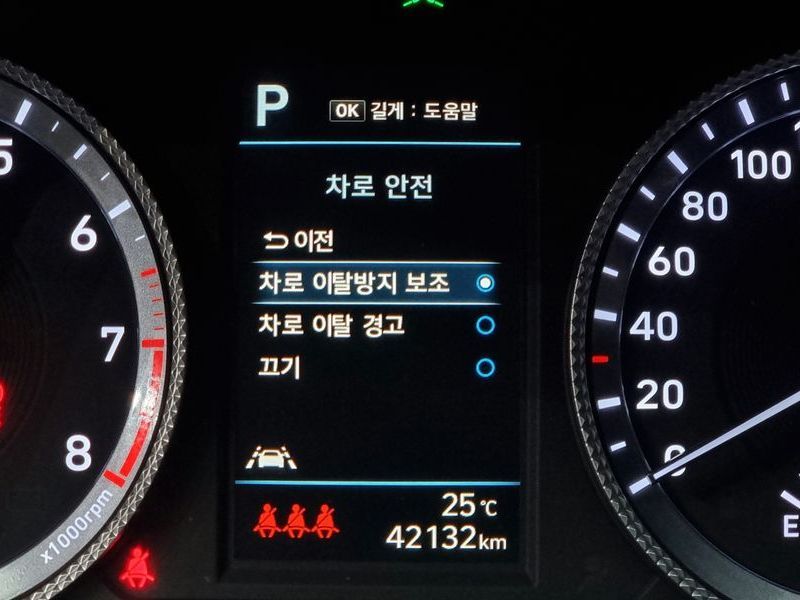 P
OK 길게 : 도움말
차로 안전
이전
차로 이탈방지 보조
차로 이탈 경고
끄기
25℃
42132km
5
6
7
8
x1000rpm
100
80
60
40
20
0
E